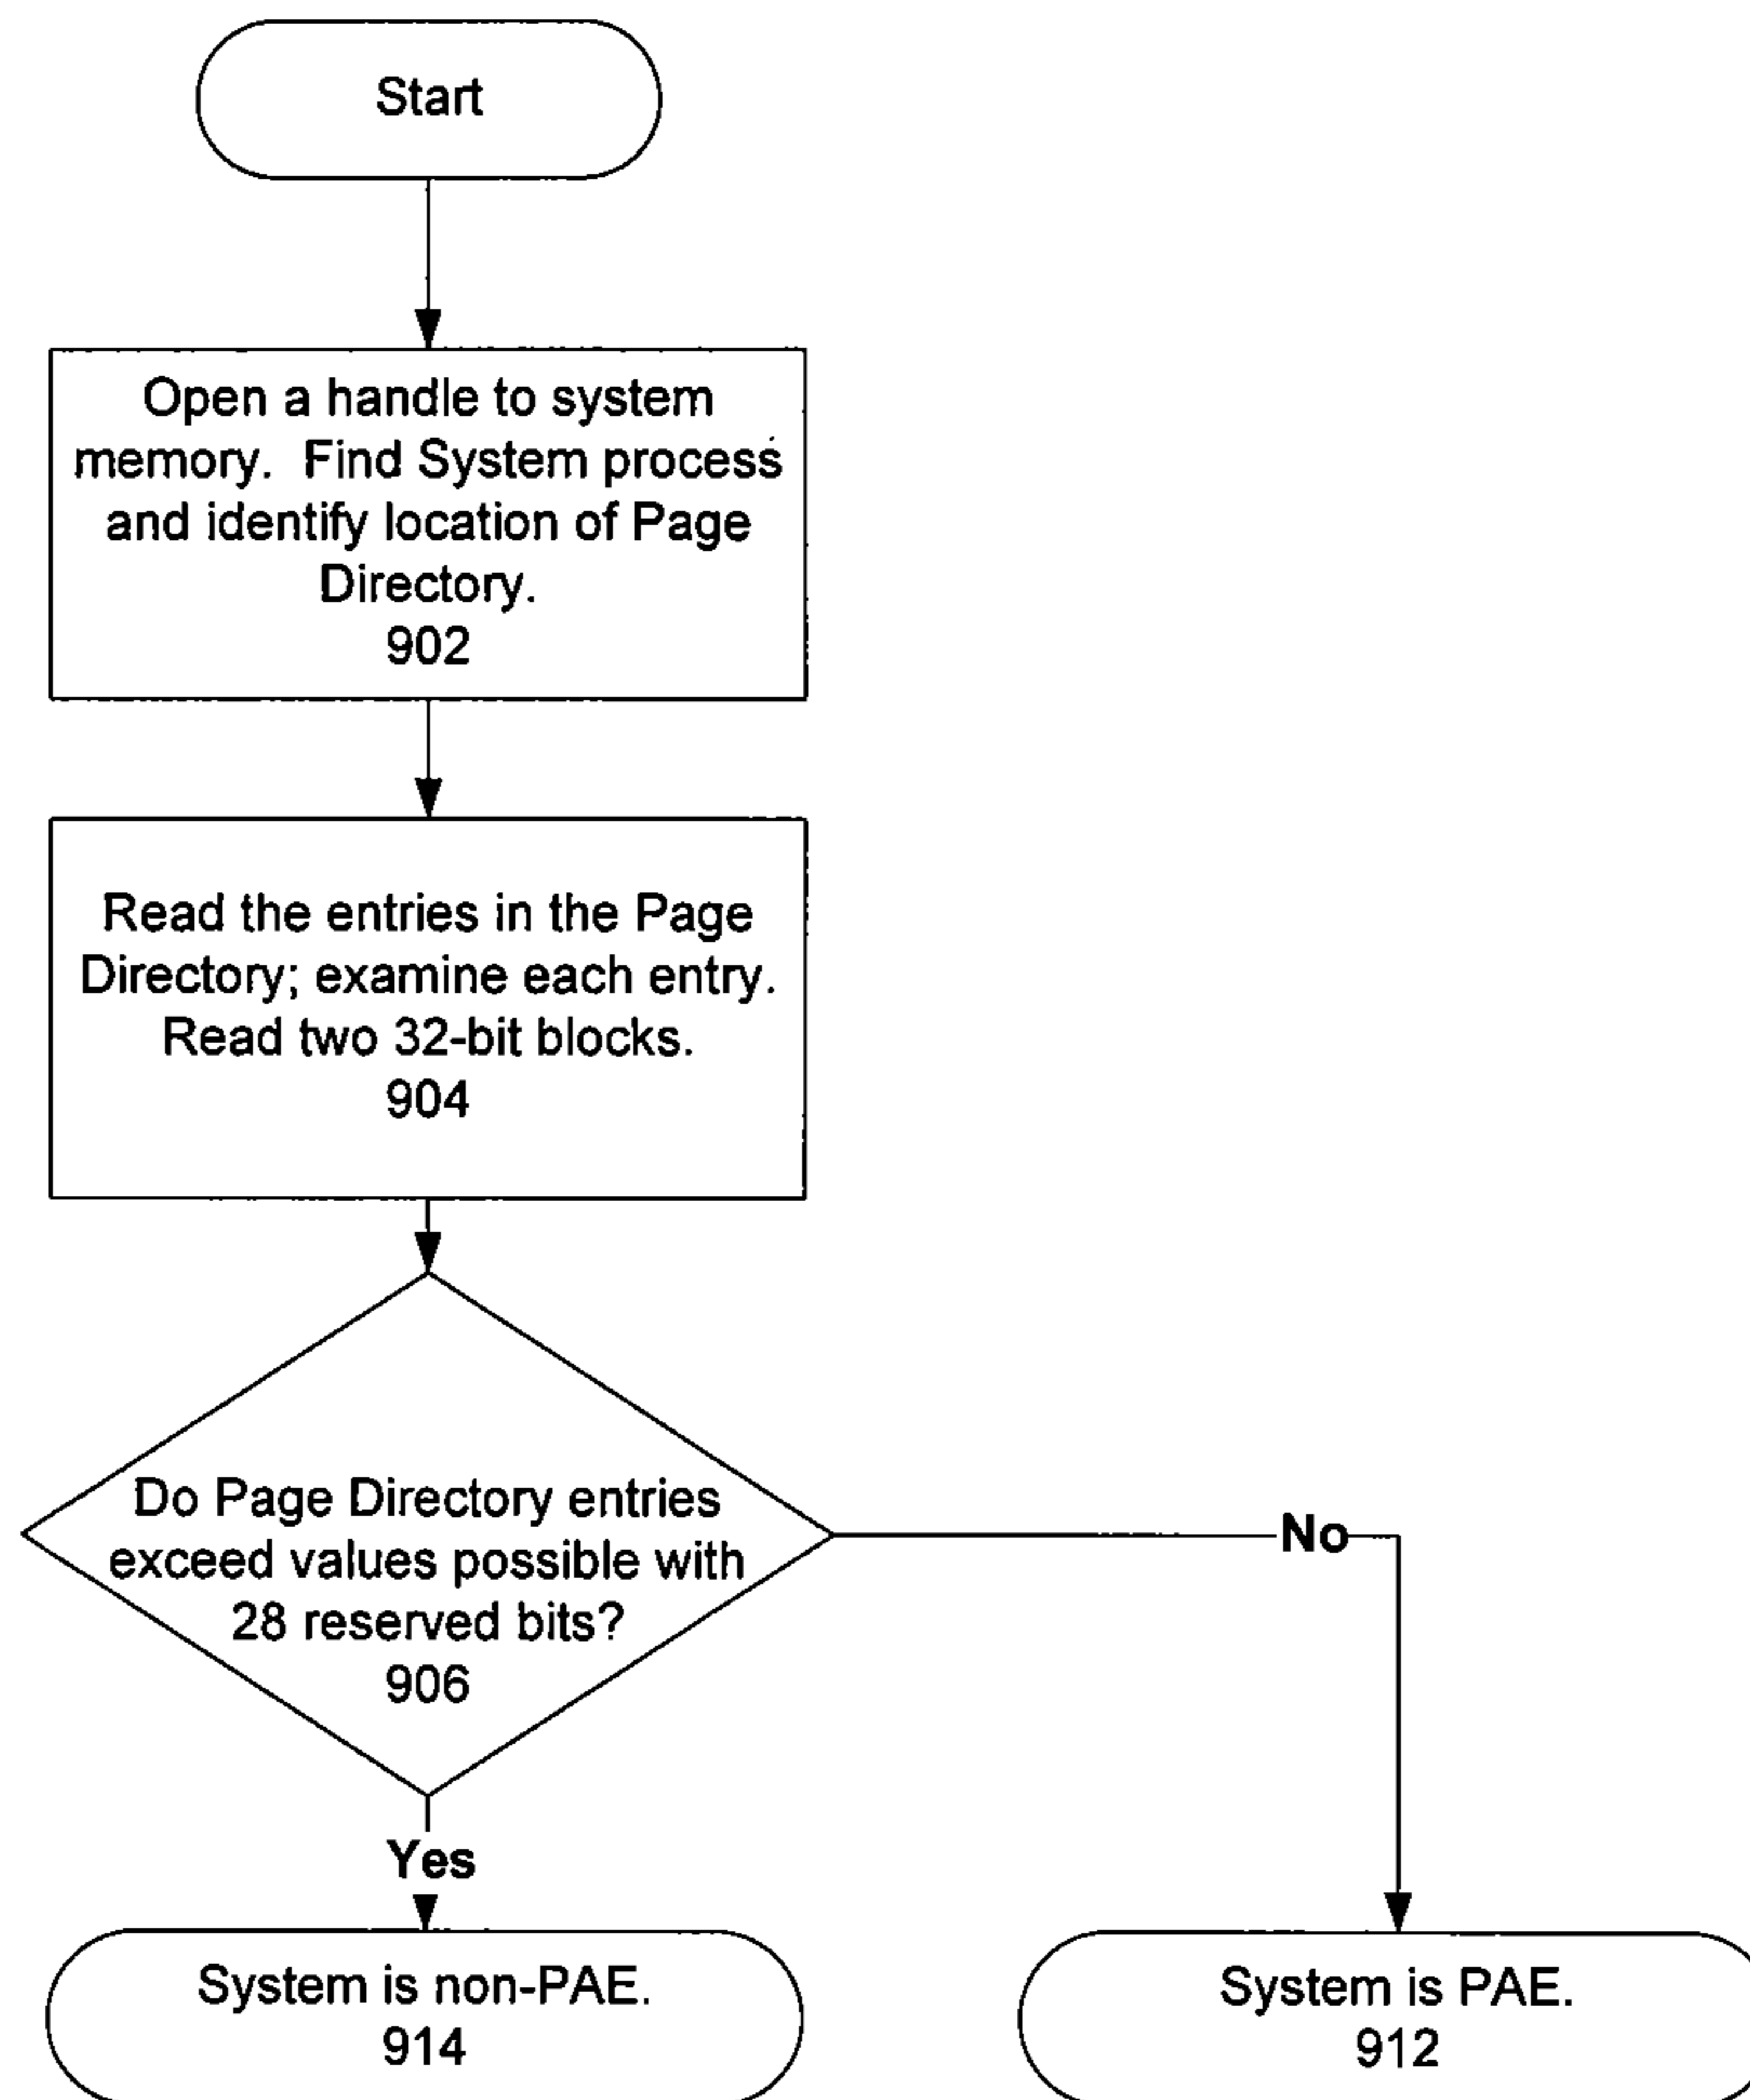 Start
Open a handle to system
memory. Find System process
and identify location of Page
Directory.
902
Read the entries in the Page
Directory; examine each entry.
Read two 32-bit blocks.
904
Do Page Directory entries
exceed values possible with
28 reserved bits?
906
No
Yes
System is non-PAE.
914
System is PAE.
912